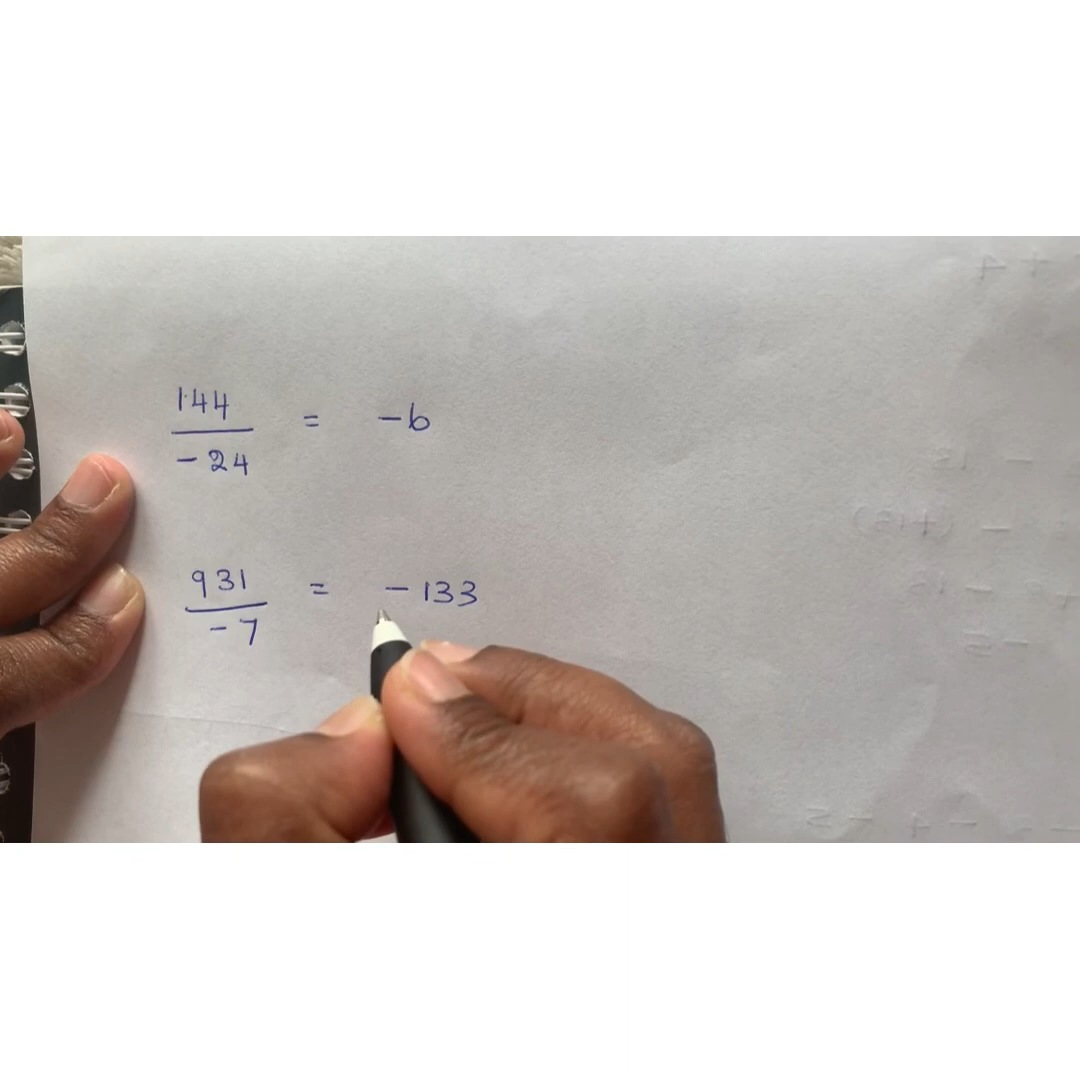 144
———
-24 = -6
931
———
-7 = -133